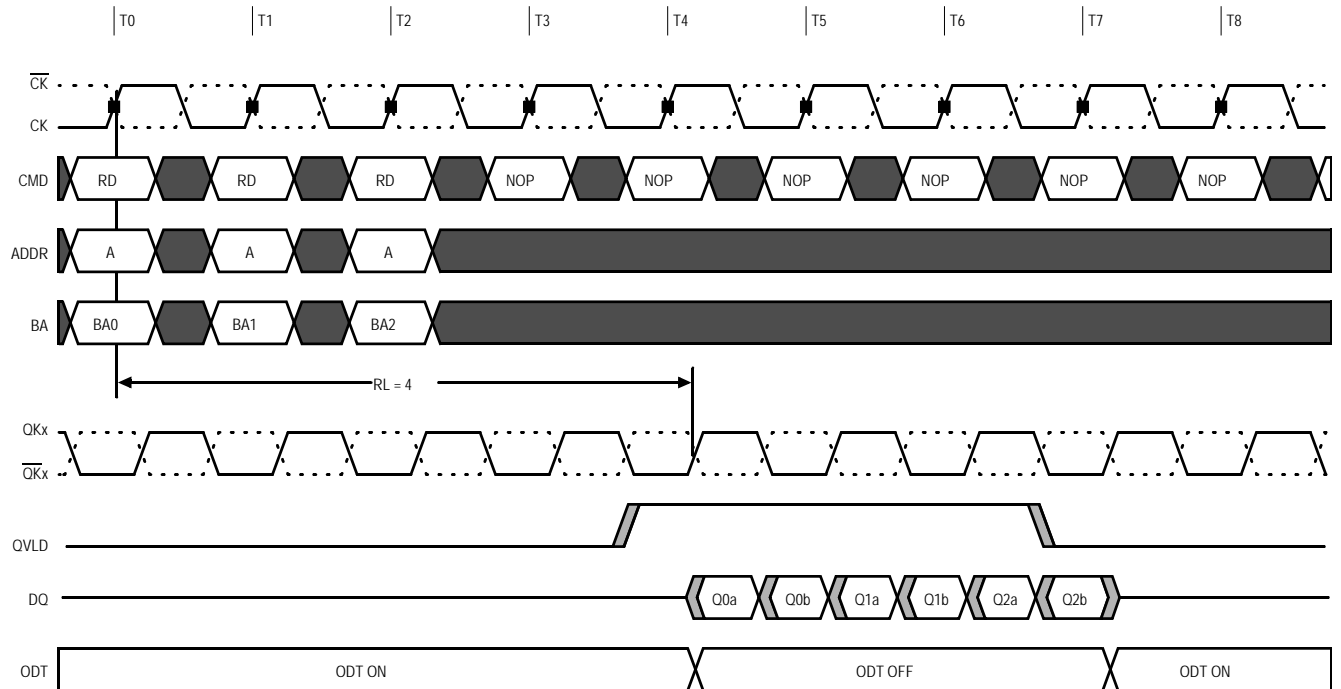 T0 T1 T2 T3 T4 T5 T6 T7 T8
C̅K̅
CK
CMD RD RD RD NOP NOP NOP NOP NOP NOP
ADDR A A A
BA BA0 BA1 BA2
RL = 4
QKx
Q̅K̅x
QVLD
DQ Q0a Q0b Q1a Q1b Q2a Q2b
ODT ODT ON ODT OFF ODT ON